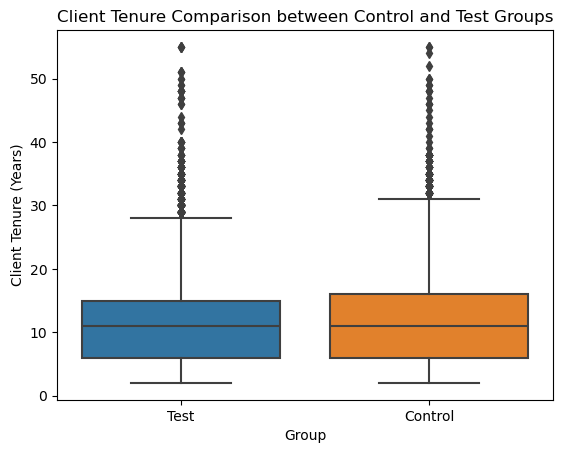 Client Tenure Comparison between Control and Test Groups
Client Tenure (Years)
50
40
30
20
10
0
Test
Control
Group